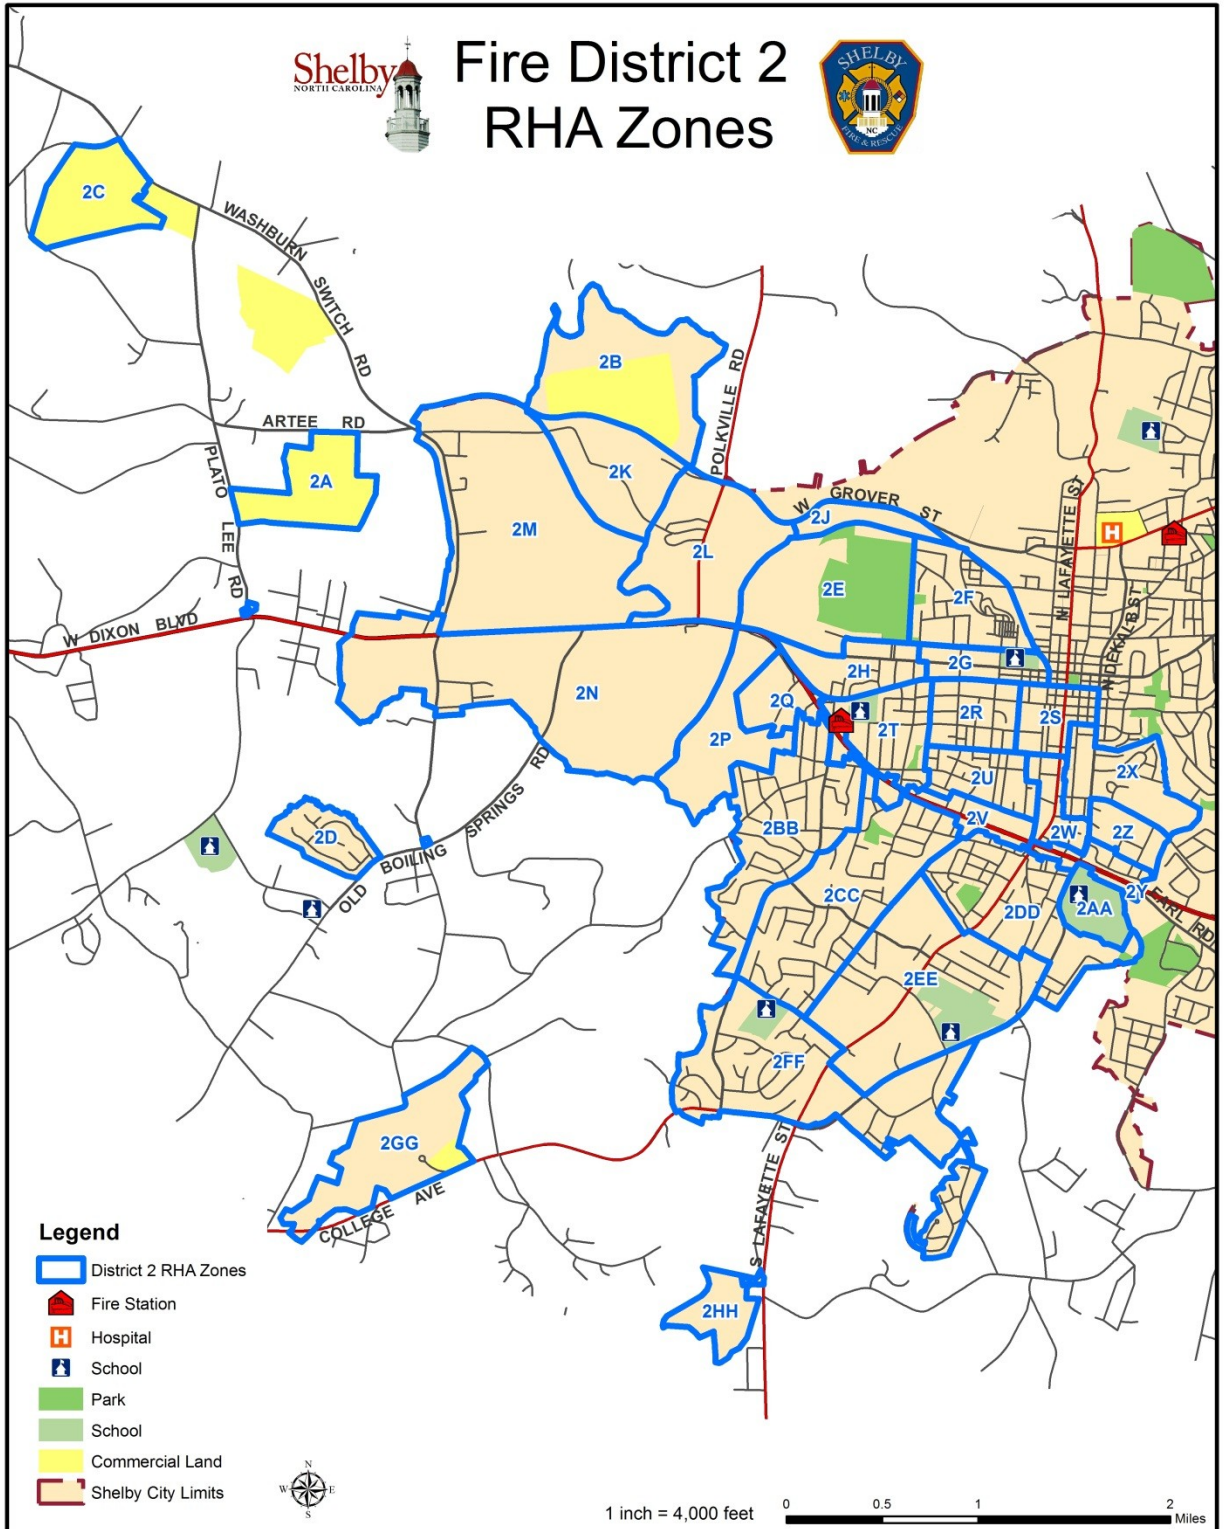 Shelby
NORTH CAROLINA
Fire District 2
RHA Zones
SHELBY
NC
FIRE & RESCUE
2C
WASHBURN SWITCH RD
2B
POLKVILLE RD
ARTEE RD
PLATO LEE RD
2A
2K
2M
2L
W GROVER ST
2J
2E
2F
N LAFAYETTE ST
H
N DEKALB ST
W DIXON BLVD
2G
2H
2N
2Q
2P
2T
2R
2S
2U
2X
2V
2W
2Z
2BB
2D
OLD BOILING SPRINGS RD
2CC
2DD
2AA
2Y
EARL RD
2EE
2FF
2GG
COLLEGE AVE
S LAFAYETTE ST
2HH
Legend
District 2 RHA Zones
Fire Station
H Hospital
School
Park
School
Commercial Land
Shelby City Limits
N
W E
S
1 inch = 4,000 feet
0 0.5 1 2
Miles